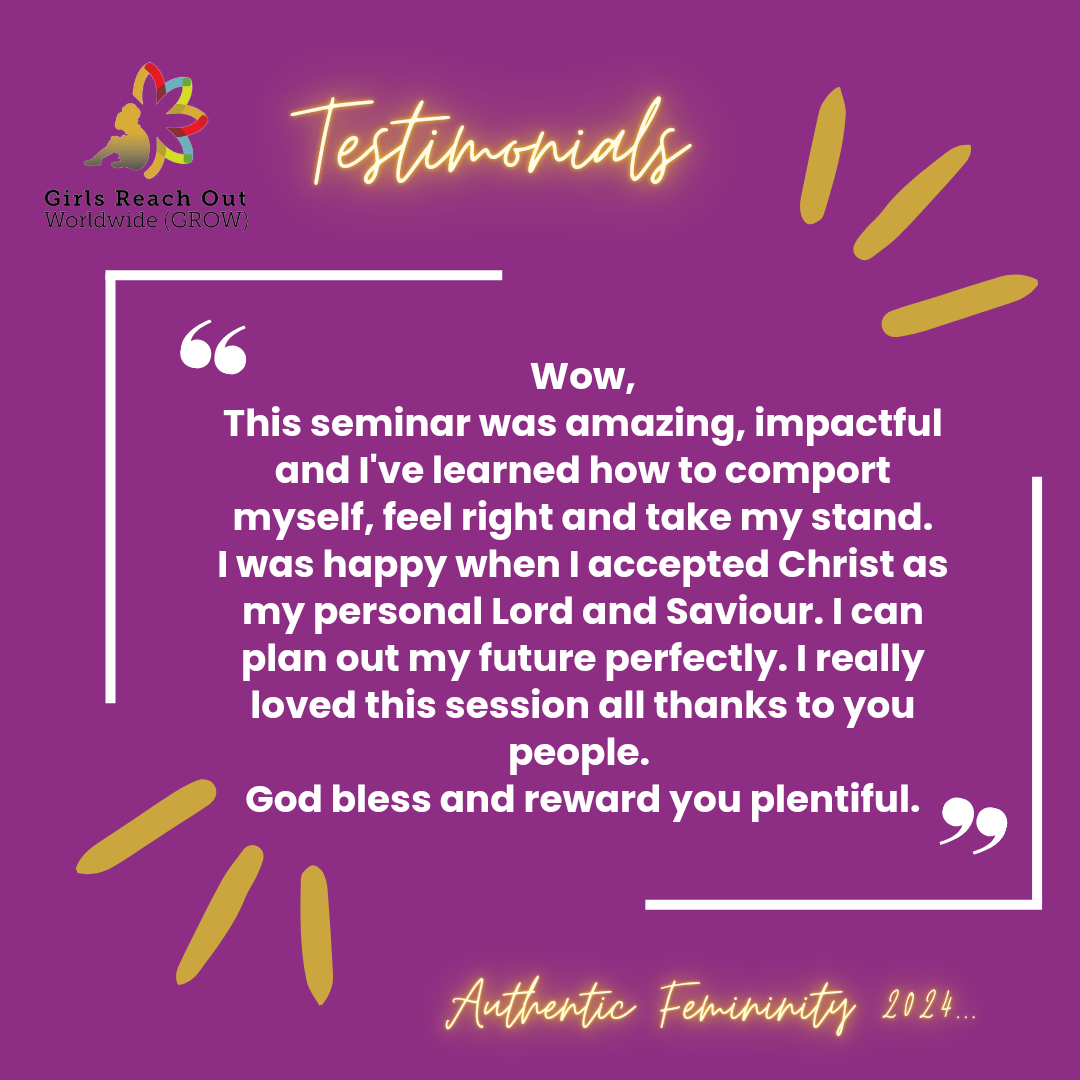 Testimonials
Girls Reach Out
Worldwide (GROW)
“
Wow,
This seminar was amazing, impactful
and I've learned how to comport
myself, feel right and take my stand.
I was happy when I accepted Christ as
my personal Lord and Saviour. I can
plan out my future perfectly. I really
loved this session all thanks to you
people.
God bless and reward you plentiful.
”
Authentic Femininity 2024...